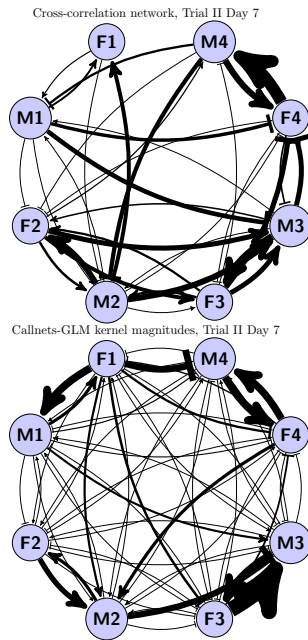 Cross-correlation network, Trial II Day 7
F1 M4
M1 F4
F2 M3
M2 F3
Callnets-GLM kernel magnitudes, Trial II Day 7
F1 M4
M1 F4
F2 M3
M2 F3